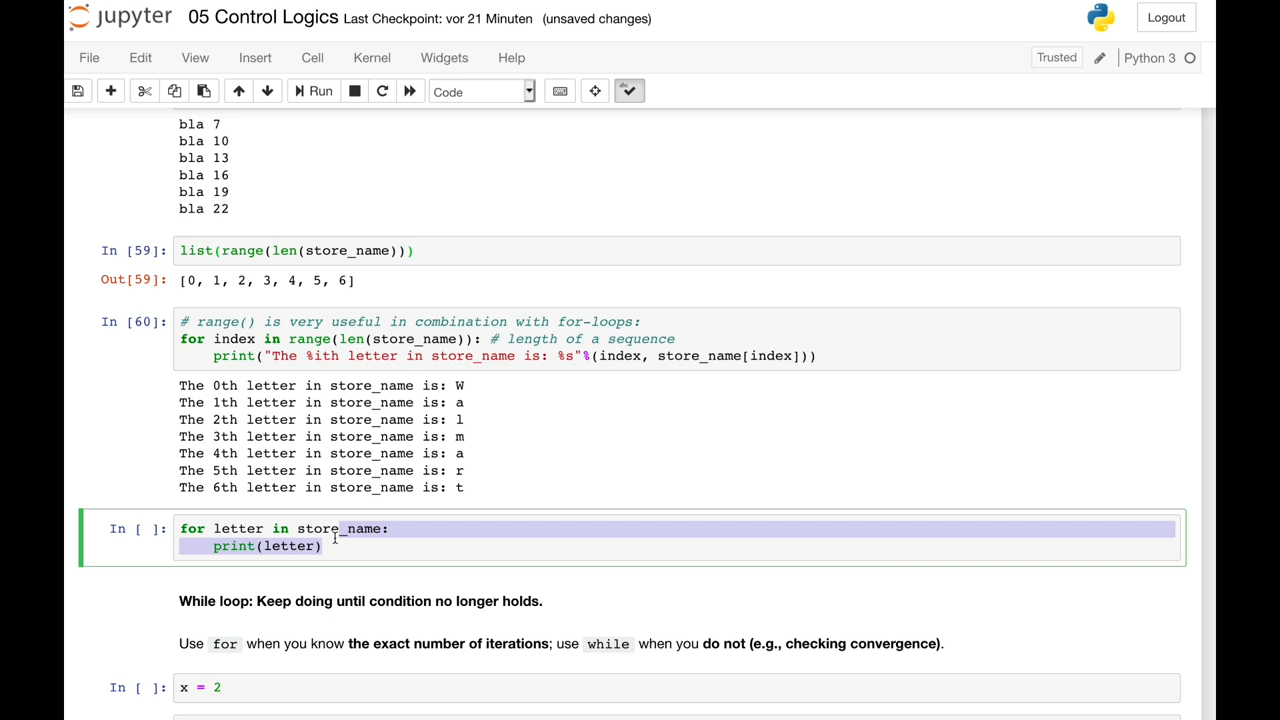 jupyter 05 Control Logics Last Checkpoint: vor 21 Minuten (unsaved changes) Logout
File Edit View Insert Cell Kernel Widgets Help Trusted Python 3
Run Code
bla 7
bla 10
bla 13
bla 16
bla 19
bla 22
In [59]: list(range(len(store_name)))
Out[59]: [0, 1, 2, 3, 4, 5, 6]
In [60]: # range() is very useful in combination with for-loops:
for index in range(len(store_name)): # length of a sequence
    print("The %ith letter in store_name is: %s"%(index, store_name[index]))
The 0th letter in store_name is: W
The 1th letter in store_name is: a
The 2th letter in store_name is: l
The 3th letter in store_name is: m
The 4th letter in store_name is: a
The 5th letter in store_name is: r
The 6th letter in store_name is: t
In [ ]: for letter in store_name:
    print(letter)
While loop: Keep doing until condition no longer holds.
Use for when you know the exact number of iterations; use while when you do not (e.g., checking convergence).
In [ ]: x = 2